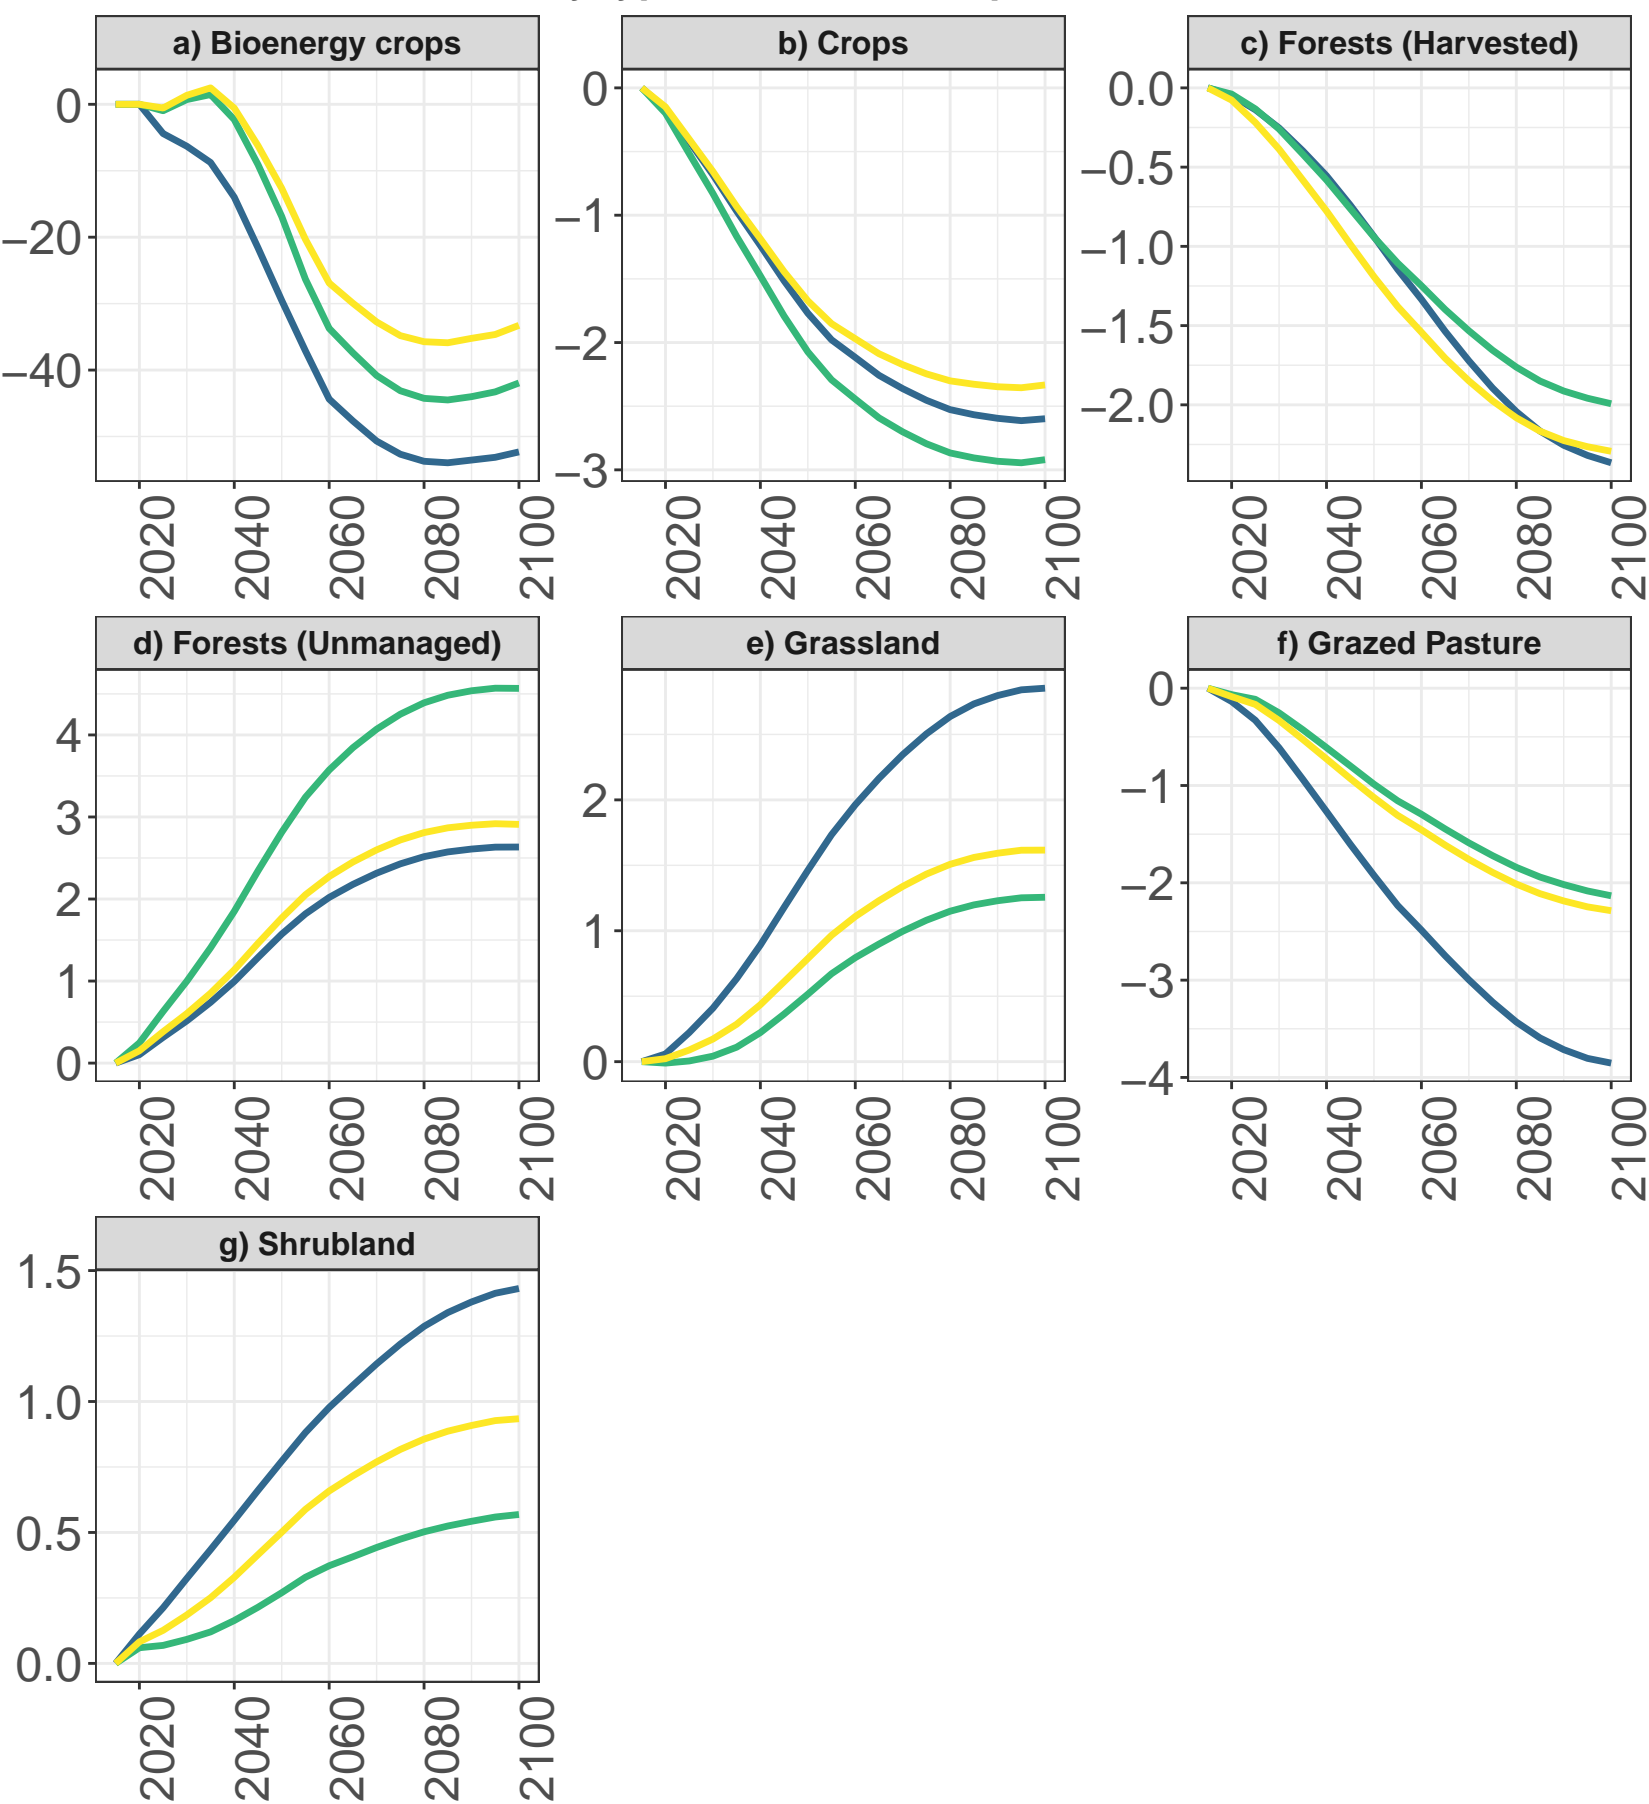 a) Bioenergy crops
0
−20
−40
2020 2040 2060 2080 2100
b) Crops
0
−1
−2
−3
2020 2040 2060 2080 2100
c) Forests (Harvested)
0.0
−0.5
−1.0
−1.5
−2.0
2020 2040 2060 2080 2100
d) Forests (Unmanaged)
4
3
2
1
0
2020 2040 2060 2080 2100
e) Grassland
2
1
0
2020 2040 2060 2080 2100
f) Grazed Pasture
0
−1
−2
−3
−4
2020 2040 2060 2080 2100
g) Shrubland
1.5
1.0
0.5
0.0
2020 2040 2060 2080 2100